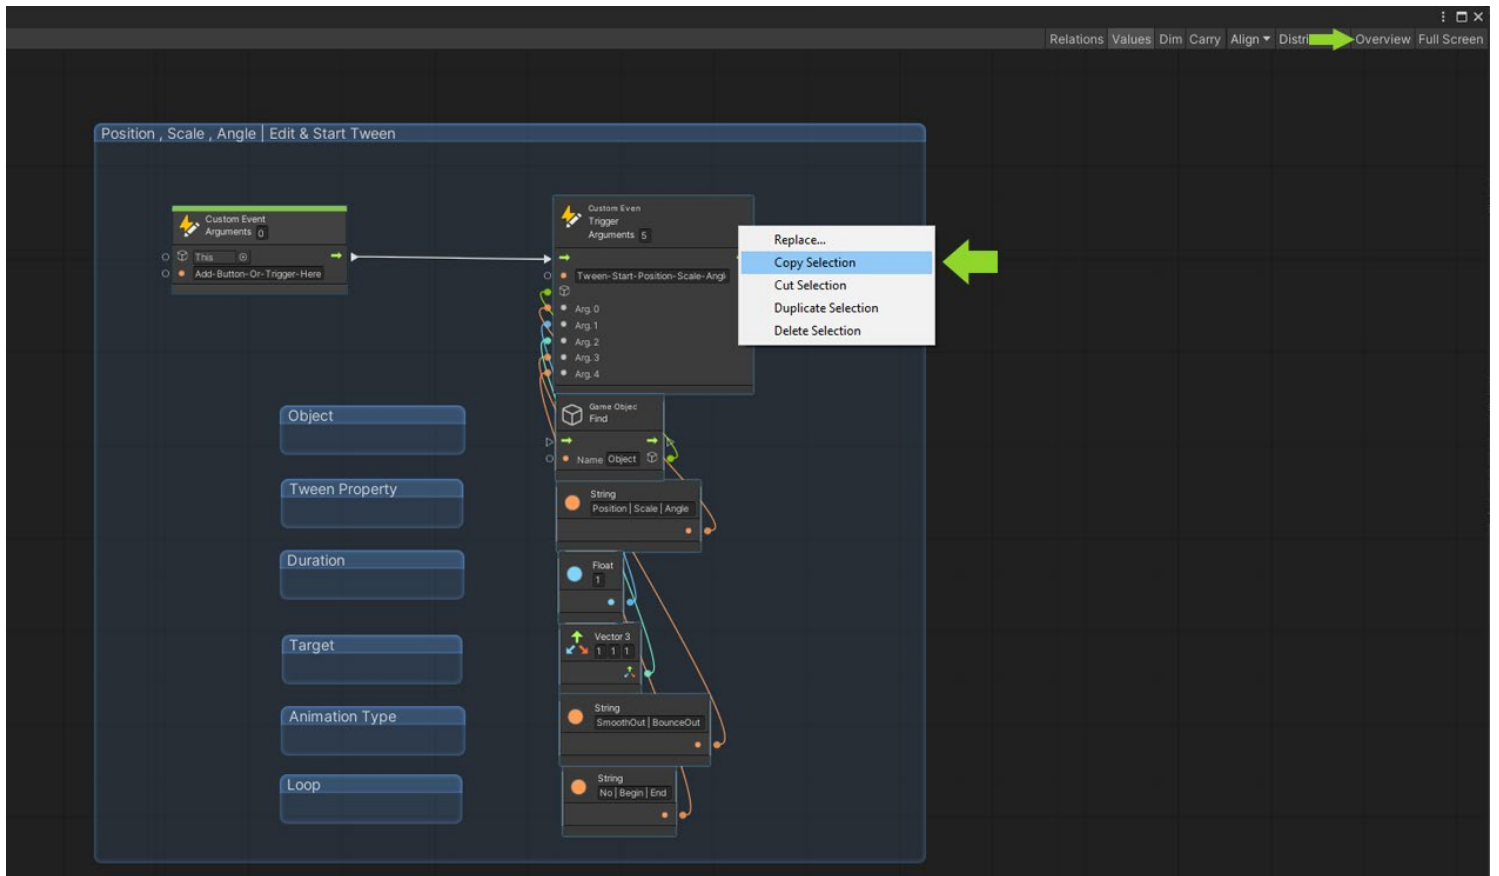 Relations Values Dim Carry Align Distri Overview Full Screen
Position , Scale , Angle | Edit & Start Tween
Custom Event
Arguments 0
This
Add-Button-Or-Trigger-Here
Custom Even
Trigger
Arguments 5
Tween-Start-Position-Scale-Angl
Arg. 0
Arg. 1
Arg. 2
Arg. 3
Arg. 4
Replace...
Copy Selection
Cut Selection
Duplicate Selection
Delete Selection
Object
Game Objec
Find
Name Object
Tween Property
String
Position | Scale | Angle
Duration
Float
1
Target
Vector 3
1 1 1
Animation Type
String
SmoothOut | BounceOut
Loop
String
No | Begin | End